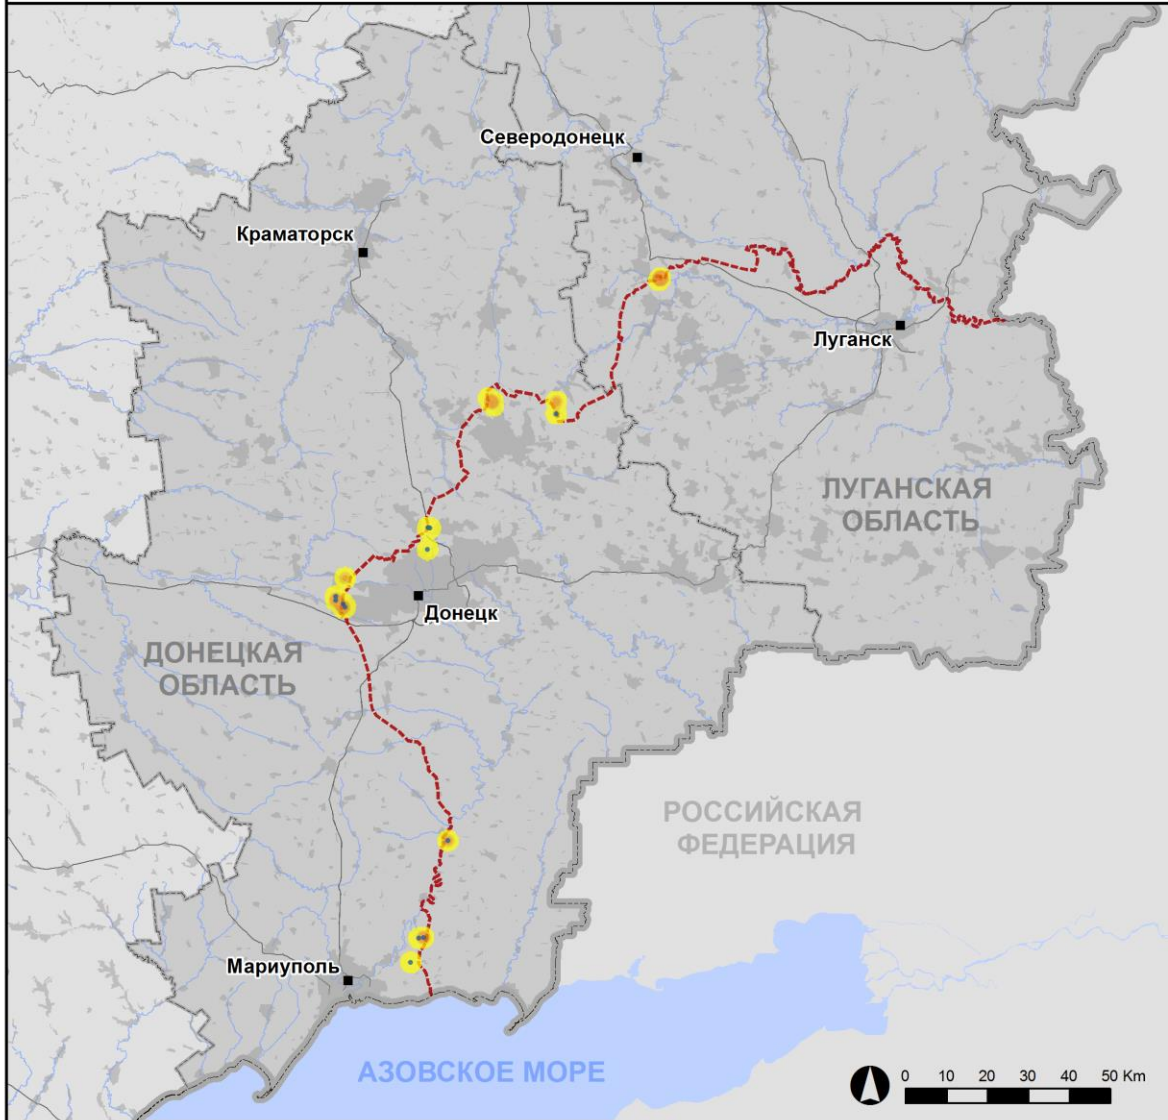 Северодонецк
Краматорск
Луганск
ЛУГАНСКАЯ
ОБЛАСТЬ
Донецк
ДОНЕЦКАЯ
ОБЛАСТЬ
РОССИЙСКАЯ
ФЕДЕРАЦИЯ
Мариуполь
АЗОВСКОЕ МОРЕ
0 10 20 30 40 50 Km